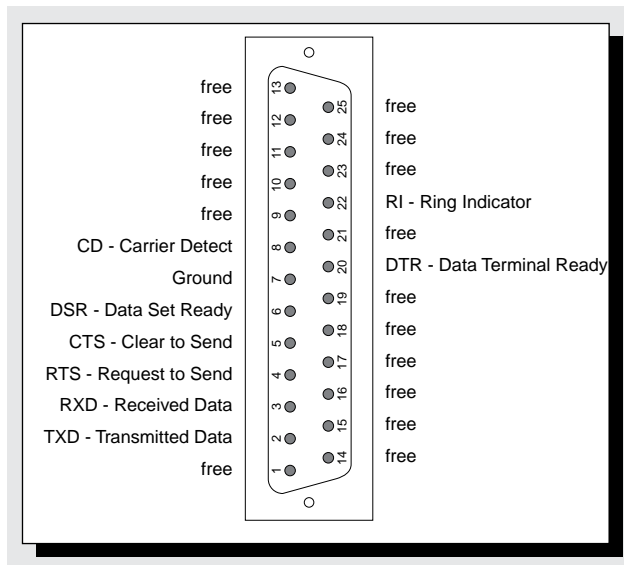 free 13
free 12
free 11
free 10
free 9
CD - Carrier Detect 8
Ground 7
DSR - Data Set Ready 6
CTS - Clear to Send 5
RTS - Request to Send 4
RXD - Received Data 3
TXD - Transmitted Data 2
free 1
25 free
24 free
23 free
22 RI - Ring Indicator
21 free
20 DTR - Data Terminal Ready
19 free
18 free
17 free
16 free
15 free
14 free